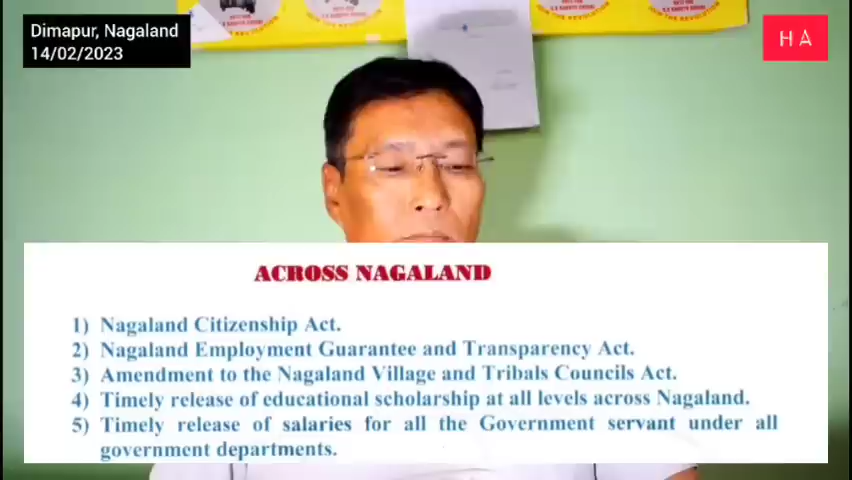 Dimapur, Nagaland
14/02/2023
HA
ACROSS NAGALAND
1) Nagaland Citizenship Act.
2) Nagaland Employment Guarantee and Transparency Act.
3) Amendment to the Nagaland Village and Tribals Councils Act.
4) Timely release of educational scholarship at all levels across Nagaland.
5) Timely release of salaries for all the Government servant under all
government departments.